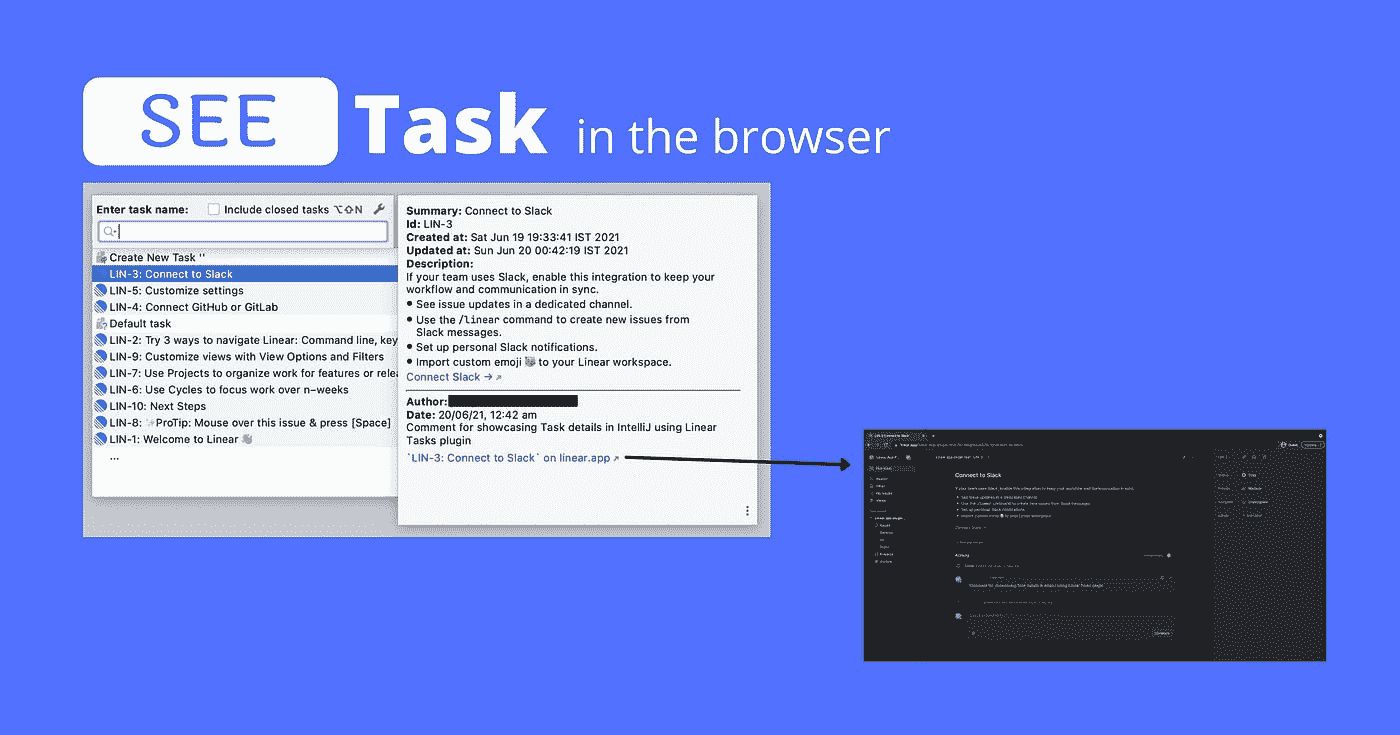 SEE Task in the browser
Enter task name: Include closed tasks ⌥⇧N
Create New Task ''
LIN-3: Connect to Slack
LIN-5: Customize settings
LIN-4: Connect GitHub or GitLab
Default task
LIN-2: Try 3 ways to navigate Linear: Command line, key
LIN-9: Customize views with View Options and Filters
LIN-7: Use Projects to organize work for features or relea
LIN-6: Use Cycles to focus work over n-weeks
LIN-10: Next Steps
LIN-8: ✨ProTip: Mouse over this issue & press [Space]
LIN-1: Welcome to Linear 👋
...
Summary: Connect to Slack
Id: LIN-3
Created at: Sat Jun 19 19:33:41 IST 2021
Updated at: Sun Jun 20 00:42:19 IST 2021
Description:
If your team uses Slack, enable this integration to keep your
workflow and communication in sync.
• See issue updates in a dedicated channel.
• Use the /linear command to create new issues from
Slack messages.
• Set up personal Slack notifications.
• Import custom emoji to your Linear workspace.
Connect Slack → ↗
Author:
Date: 20/06/21, 12:42 am
Comment for showcasing Task details in IntelliJ using Linear
Tasks plugin
`LIN-3: Connect to Slack` on linear.app ↗
Connect to Slack